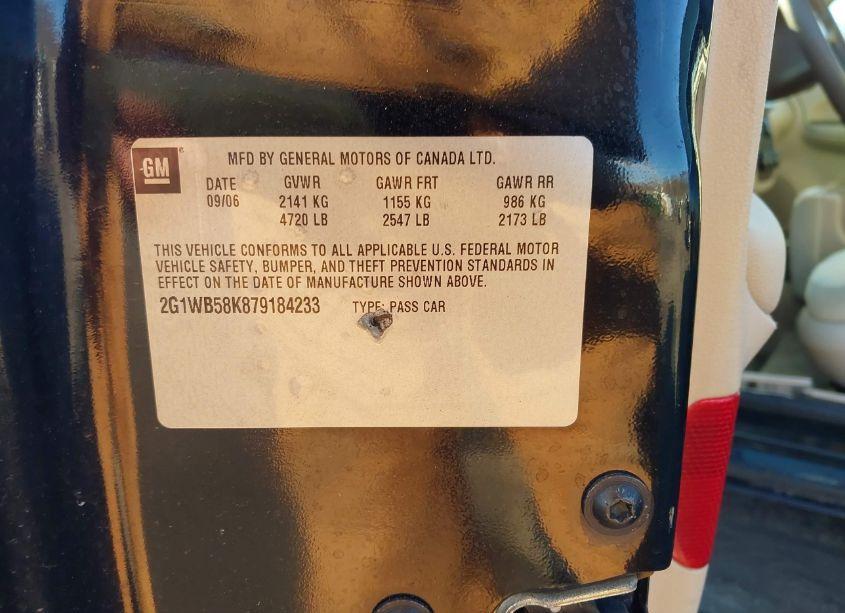 GM
MFD BY GENERAL MOTORS OF CANADA LTD.
DATE GVWR GAWR FRT GAWR RR
09/06 2141 KG 1155 KG 986 KG
4720 LB 2547 LB 2173 LB
THIS VEHICLE CONFORMS TO ALL APPLICABLE U.S. FEDERAL MOTOR
VEHICLE SAFETY, BUMPER, AND THEFT PREVENTION STANDARDS IN
EFFECT ON THE DATE OF MANUFACTURE SHOWN ABOVE.
2G1WB58K879184233 TYPE: PASS CAR